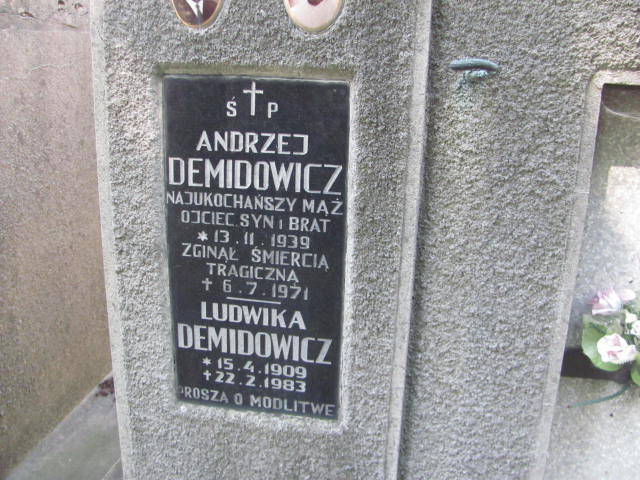 Ś † P
ANDRZEJ
DEMIDOWICZ
NAJUKOCHAŃSZY MĄŻ
OJCIEC, SYN i BRAT
* 13.11.1939
ZGINĄŁ ŚMIERCIĄ
TRAGICZNĄ
† 6.7.1971
LUDWIKA
DEMIDOWICZ
* 15.4.1909
† 22.2.1983
PROSZĄ O MODLITWE